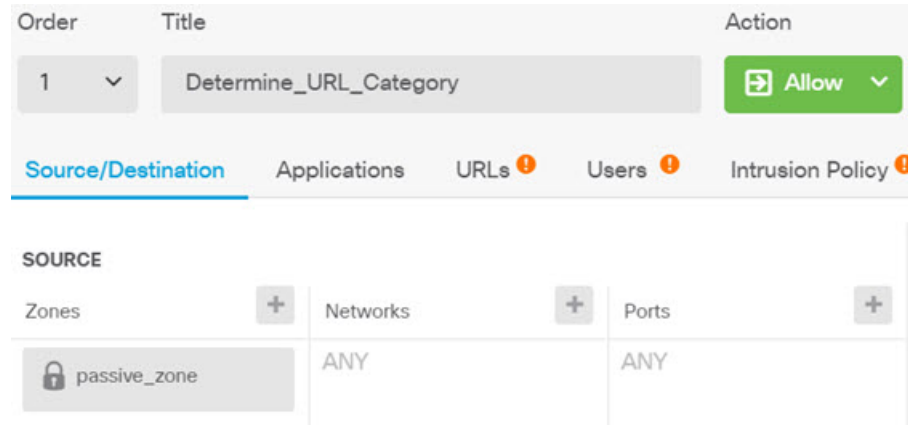 Order Title Action
1 Determine_URL_Category Allow
Source/Destination Applications URLs Users Intrusion Policy
SOURCE
Zones Networks Ports
passive_zone ANY ANY